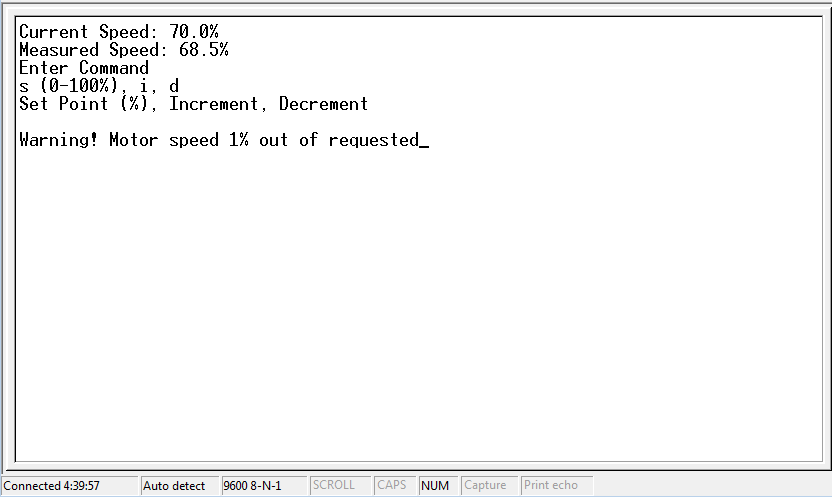 Current Speed: 70.0%
Measured Speed: 68.5%
Enter Command
s (0-100%), i, d
Set Point (%), Increment, Decrement
Warning! Motor speed 1% out of requested_
Connected 4:39:57 Auto detect 9600 8-N-1 SCROLL CAPS NUM Capture Print echo